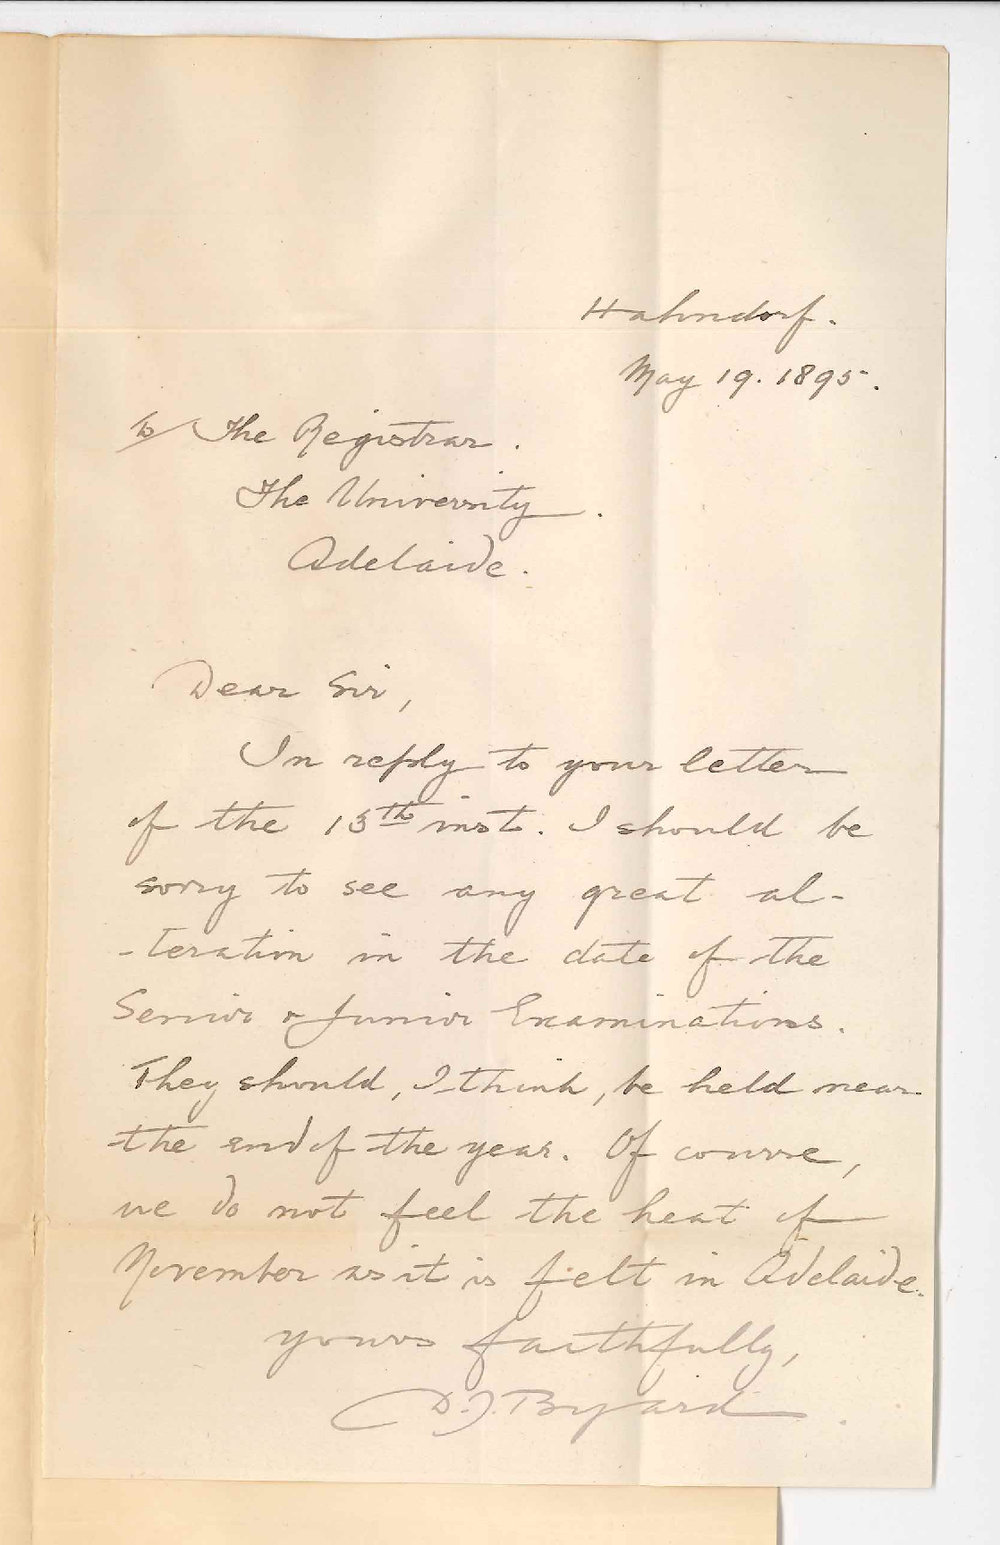 Hahndorf.
May 19. 1895.
To The Registrar.
The University.
Adelaide.
Dear Sir,
In reply to your letter
of the 15th inst. I should be
sorry to see any great al-
-teration in the date of the
Senior & Junior Examinations.
They should, I think, be held near
the end of the year. Of course,
we do not feel the heat of
November as it is felt in Adelaide.
yours faithfully,
D. J. Byard.